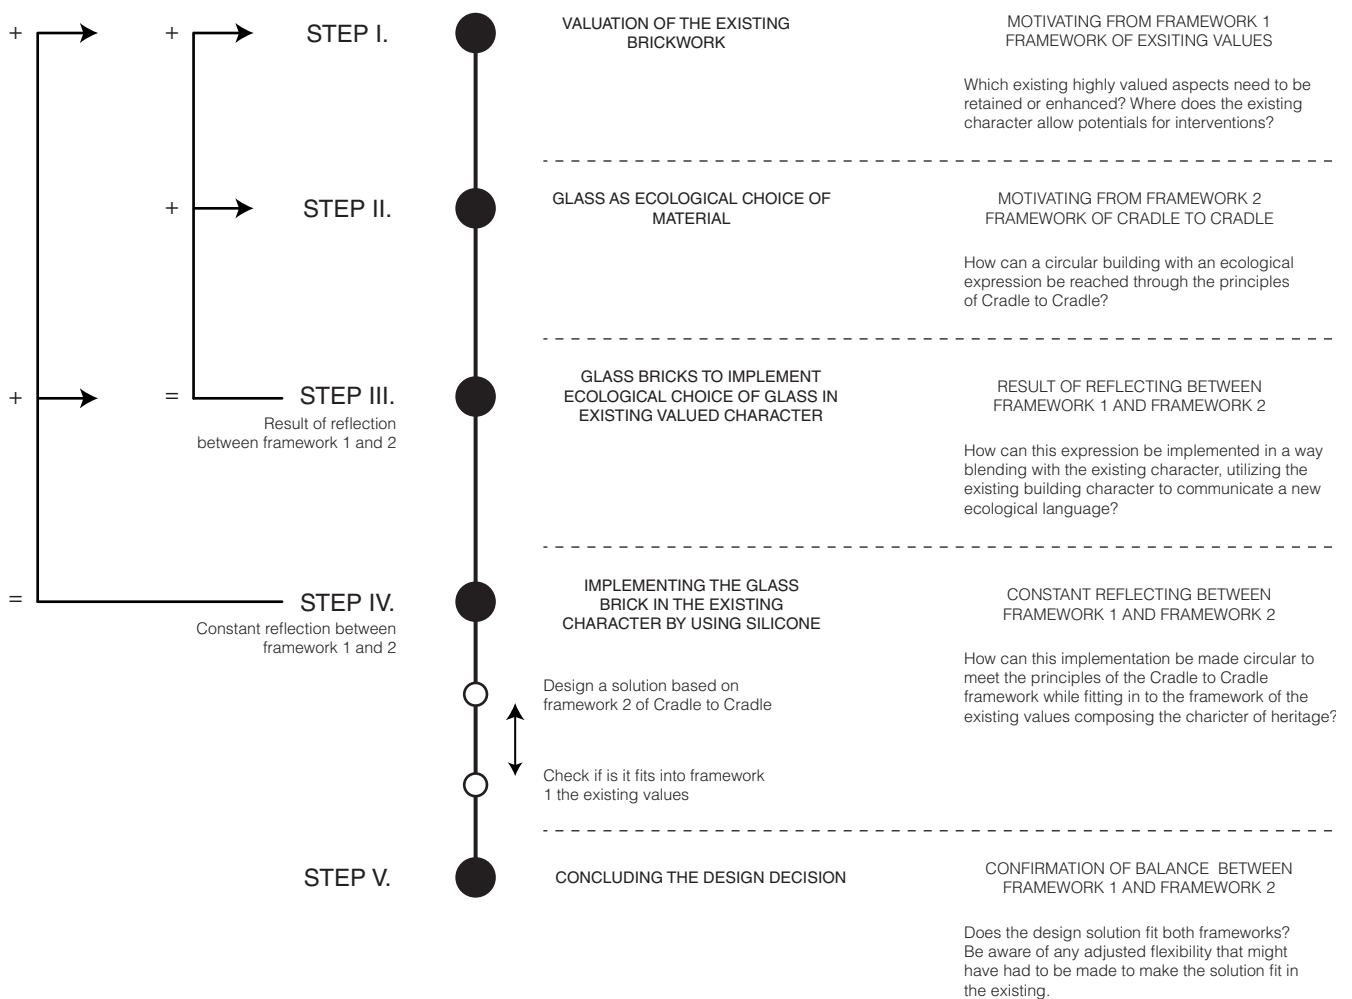 +
+
STEP I.
VALUATION OF THE EXISTING
BRICKWORK
MOTIVATING FROM FRAMEWORK 1
FRAMEWORK OF EXSITING VALUES
Which existing highly valued aspects need to be
retained or enhanced? Where does the existing
character allow potentials for interventions?
+
STEP II.
GLASS AS ECOLOGICAL CHOICE OF
MATERIAL
MOTIVATING FROM FRAMEWORK 2
FRAMEWORK OF CRADLE TO CRADLE
How can a circular building with an ecological
expression be reached through the principles
of Cradle to Cradle?
+
=
STEP III.
Result of reflection
between framework 1 and 2
GLASS BRICKS TO IMPLEMENT
ECOLOGICAL CHOICE OF GLASS IN
EXISTING VALUED CHARACTER
RESULT OF REFLECTING BETWEEN
FRAMEWORK 1 AND FRAMEWORK 2
How can this expression be implemented in a way
blending with the existing character, utilizing the
existing building character to communicate a new
ecological language?
=
STEP IV.
Constant reflection between
framework 1 and 2
IMPLEMENTING THE GLASS
BRICK IN THE EXISTING
CHARACTER BY USING SILICONE
Design a solution based on
framework 2 of Cradle to Cradle
Check if is it fits into framework
1 the existing values
CONSTANT REFLECTING BETWEEN
FRAMEWORK 1 AND FRAMEWORK 2
How can this implementation be made circular to
meet the principles of the Cradle to Cradle
framework while fitting in to the framework of the
existing values composing the charicter of heritage?
STEP V.
CONCLUDING THE DESIGN DECISION
CONFIRMATION OF BALANCE BETWEEN
FRAMEWORK 1 AND FRAMEWORK 2
Does the design solution fit both frameworks?
Be aware of any adjusted flexibility that might
have had to be made to make the solution fit in
the existing.